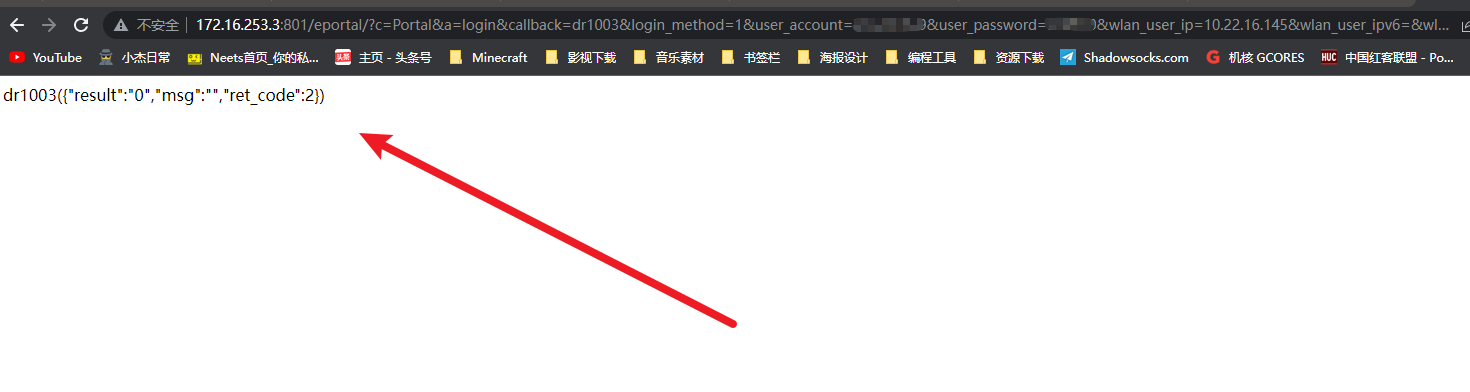 不安全 172.16.253.3:801/eportal/?c=Portal&a=login&callback=dr1003&login_method=1&user_account= 9&user_password= 0&wlan_user_ip=10.22.16.145&wlan_user_ipv6=&wl...
YouTube 小杰日常 Neets首页_你的私... 头条 主页 - 头条号 Minecraft 影视下载 音乐素材 书签栏 海报设计 编程工具 资源下载 Shadowsocks.com G 机核 GCORES HUC 中国红客联盟 - Po...
dr1003({"result":"0","msg":"","ret_code":2})